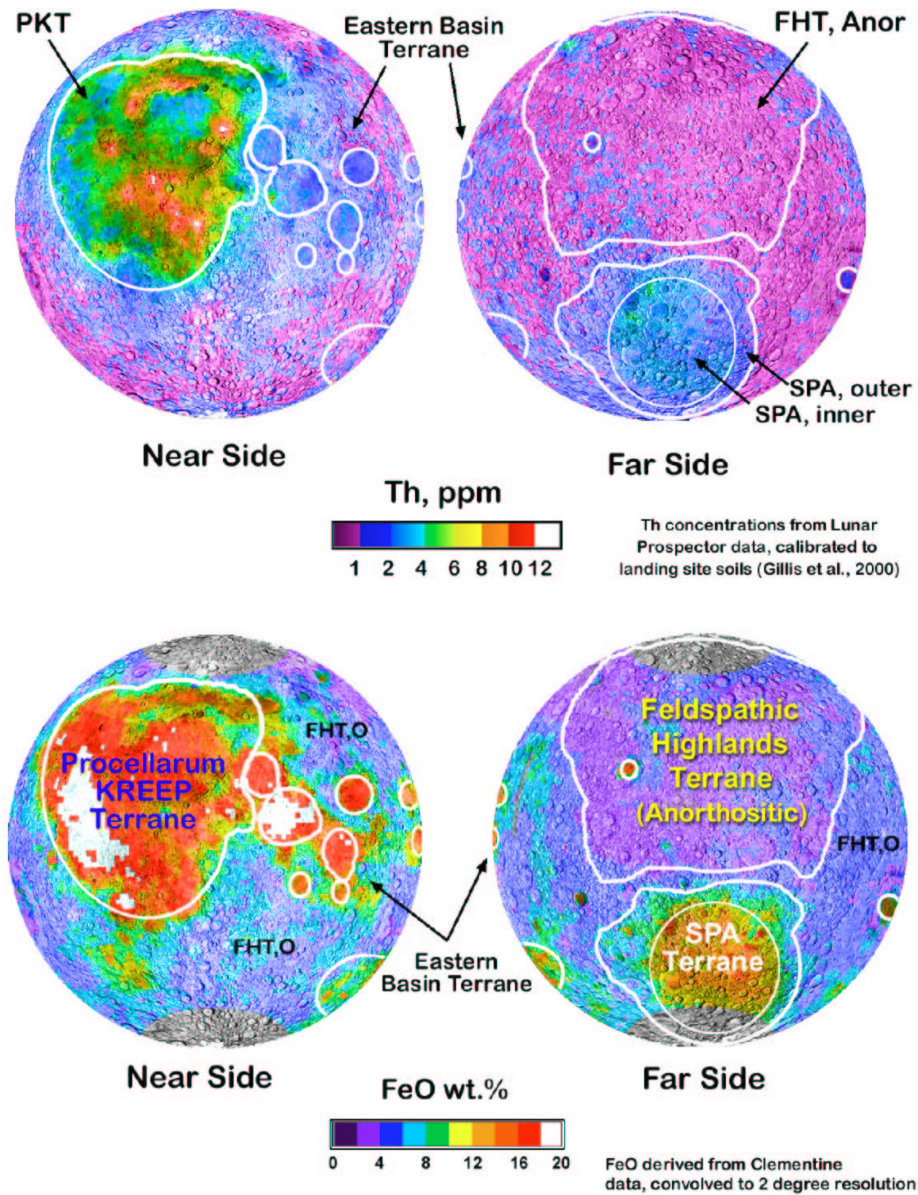 PKT
Eastern Basin
Terrane
FHT, Anor
SPA, outer
SPA, inner
Near Side
Far Side
Th, ppm
1 2 4 6 8 10 12
Th concentrations from Lunar
Prospector data, calibrated to
landing site soils (Gillis et al., 2000)
FHT,O
Procellarum
KREEP
Terrane
FHT,O
Eastern
Basin Terrane
Feldspathic
Highlands
Terrane
(Anorthositic)
FHT,O
SPA
Terrane
Near Side
Far Side
FeO wt.%
0 4 8 12 16 20
FeO derived from Clementine
data, convolved to 2 degree resolution